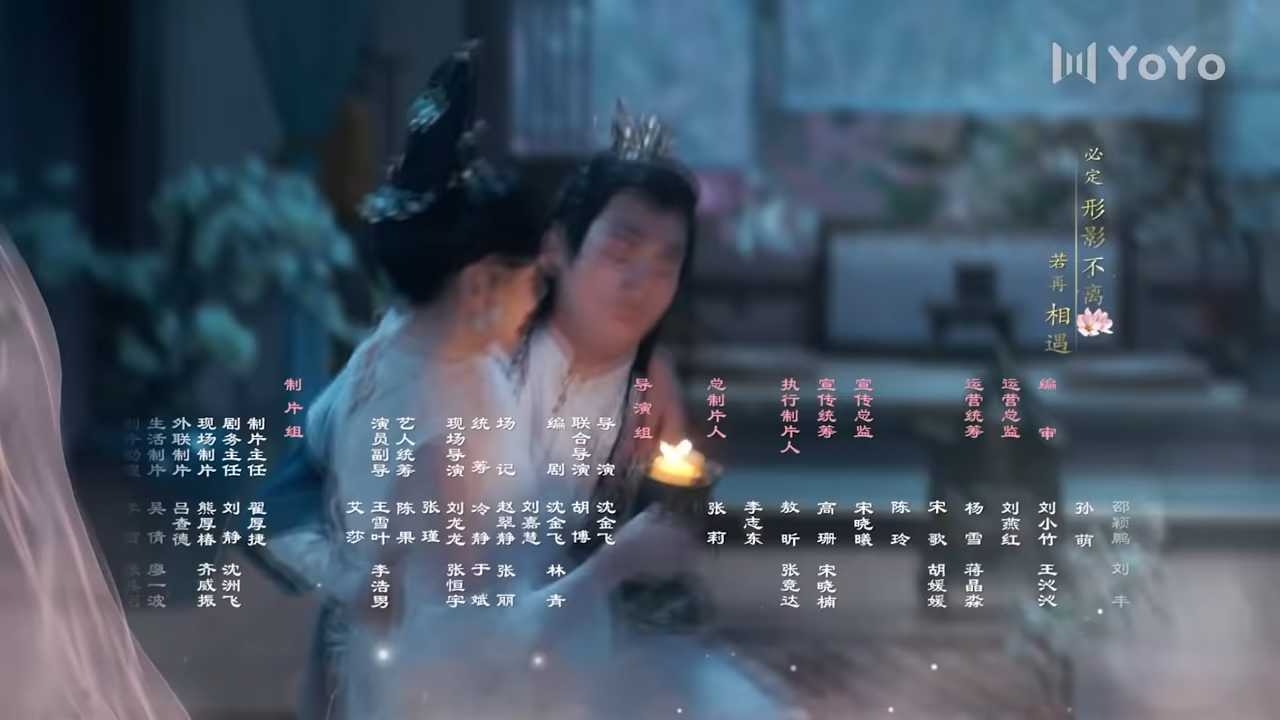 YoYo
若再相遇
必定形影不离
邵颖鹏 刘丰
孙萌
编审 刘小竹 王沁沁
运营总监 刘燕红
运营统筹 杨雪 蒋晶淼
宋歌 胡媛媛
陈玲
宣传总监 宋晓曦
宣传统筹 高珊 宋晓楠
执行制片人 敖昕 张竞达
李志东
总制片人 张莉
导演组
导演 沈金飞
联合导演 胡博
编剧 沈金飞 林青
刘嘉慧
场记 赵翠静 张丽
统筹 冷静 于斌
现场导演 刘龙龙 张恒宇
张瑾
艺人统筹 陈果
演员副导 王雪叶 李浩男
艾莎
制片组
制片主任 翟厚捷
剧务主任 刘静 沈洲飞
现场制片 熊厚椿 齐威振
外联制片 吕查德
生活制片 吴倩 廖一波